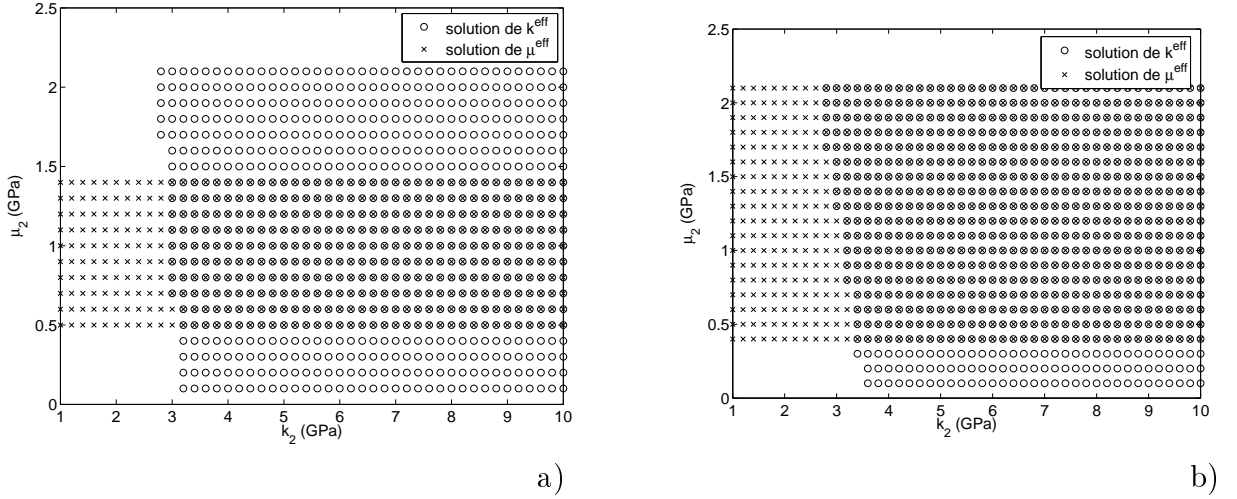 2.5
solution de k^eff
solution de μ^eff
2
1.5
1
0.5
0
μ_2 (GPa)
1 2 3 4 5 6 7 8 9 10
k_2 (GPa)
a)
2.5
solution de k^eff
solution de μ^eff
2
1.5
1
0.5
0
μ_2 (GPa)
1 2 3 4 5 6 7 8 9 10
k_2 (GPa)
b)